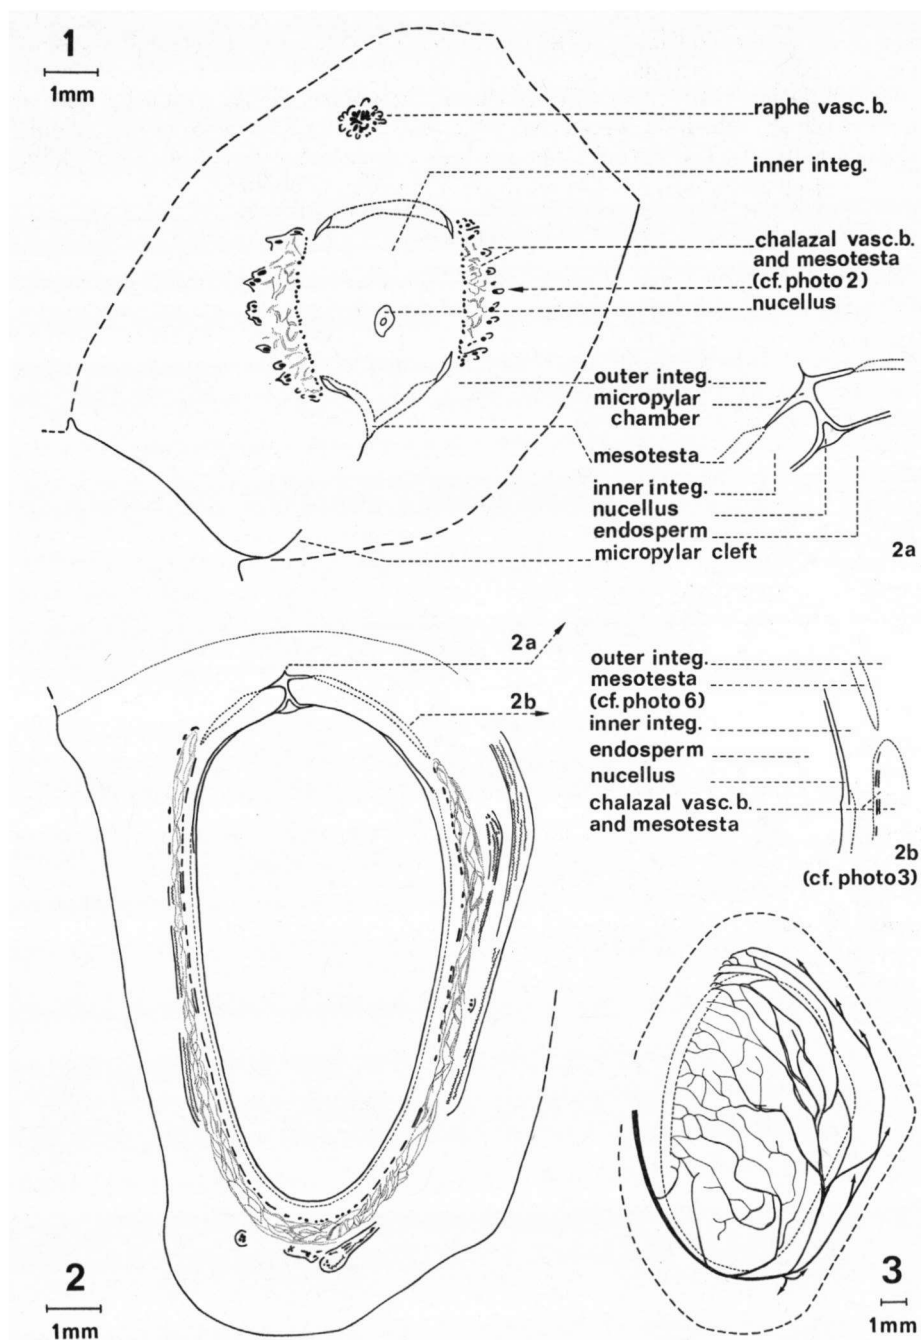 1
1mm
raphe vasc.b.
inner integ.
chalazal vasc.b.
and mesotesta
(cf. photo 2)
nucellus
outer integ.
micropylar
chamber
mesotesta
inner integ.
nucellus
endosperm
micropylar cleft
2a
2a
2b
outer integ.
mesotesta
(cf. photo 6)
inner integ.
endosperm
nucellus
chalazal vasc.b.
and mesotesta
2b
(cf. photo3)
2
1mm
3
1mm